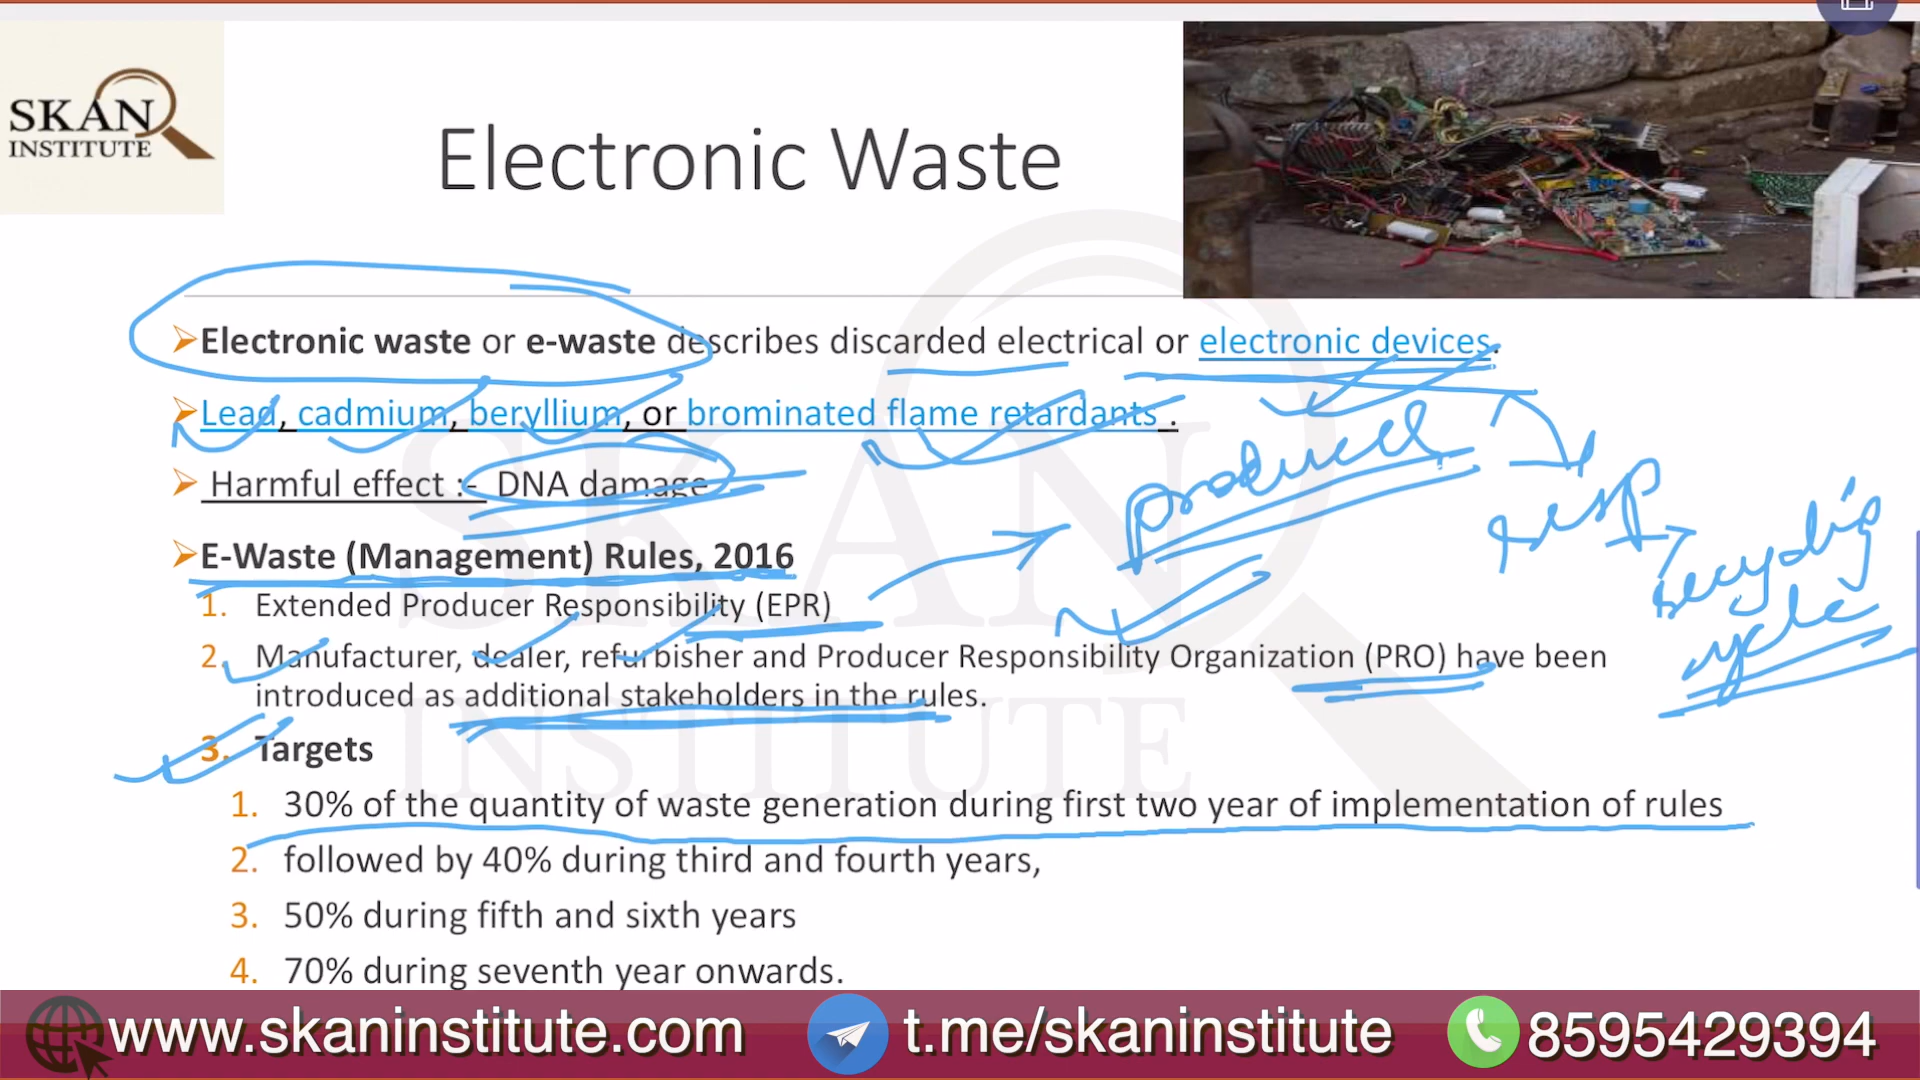 SKAN
INSTITUTE
Electronic Waste
Electronic waste or e-waste describes discarded electrical or electronic devices.
Lead, cadmium, beryllium, or brominated flame retardants .
Harmful effect :- DNA damage
E-Waste (Management) Rules, 2016
1. Extended Producer Responsibility (EPR)
2. Manufacturer, dealer, refurbisher and Producer Responsibility Organization (PRO) have been
introduced as additional stakeholders in the rules.
3. Targets
1. 30% of the quantity of waste generation during first two year of implementation of rules
2. followed by 40% during third and fourth years,
3. 50% during fifth and sixth years
4. 70% during seventh year onwards.
resp
recyclig
cycle
SKAN
INSTITUTE
www.skaninstitute.com
t.me/skaninstitute
8595429394